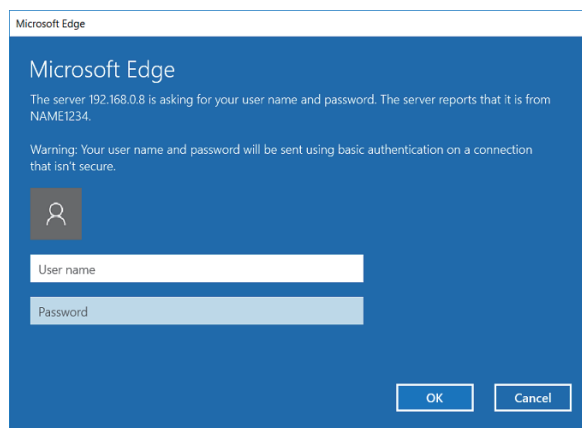 Microsoft Edge
Microsoft Edge
The server 192.168.0.8 is asking for your user name and password. The server reports that it is from
NAME1234.
Warning: Your user name and password will be sent using basic authentication on a connection
that isn't secure.
User name
Password
OK
Cancel